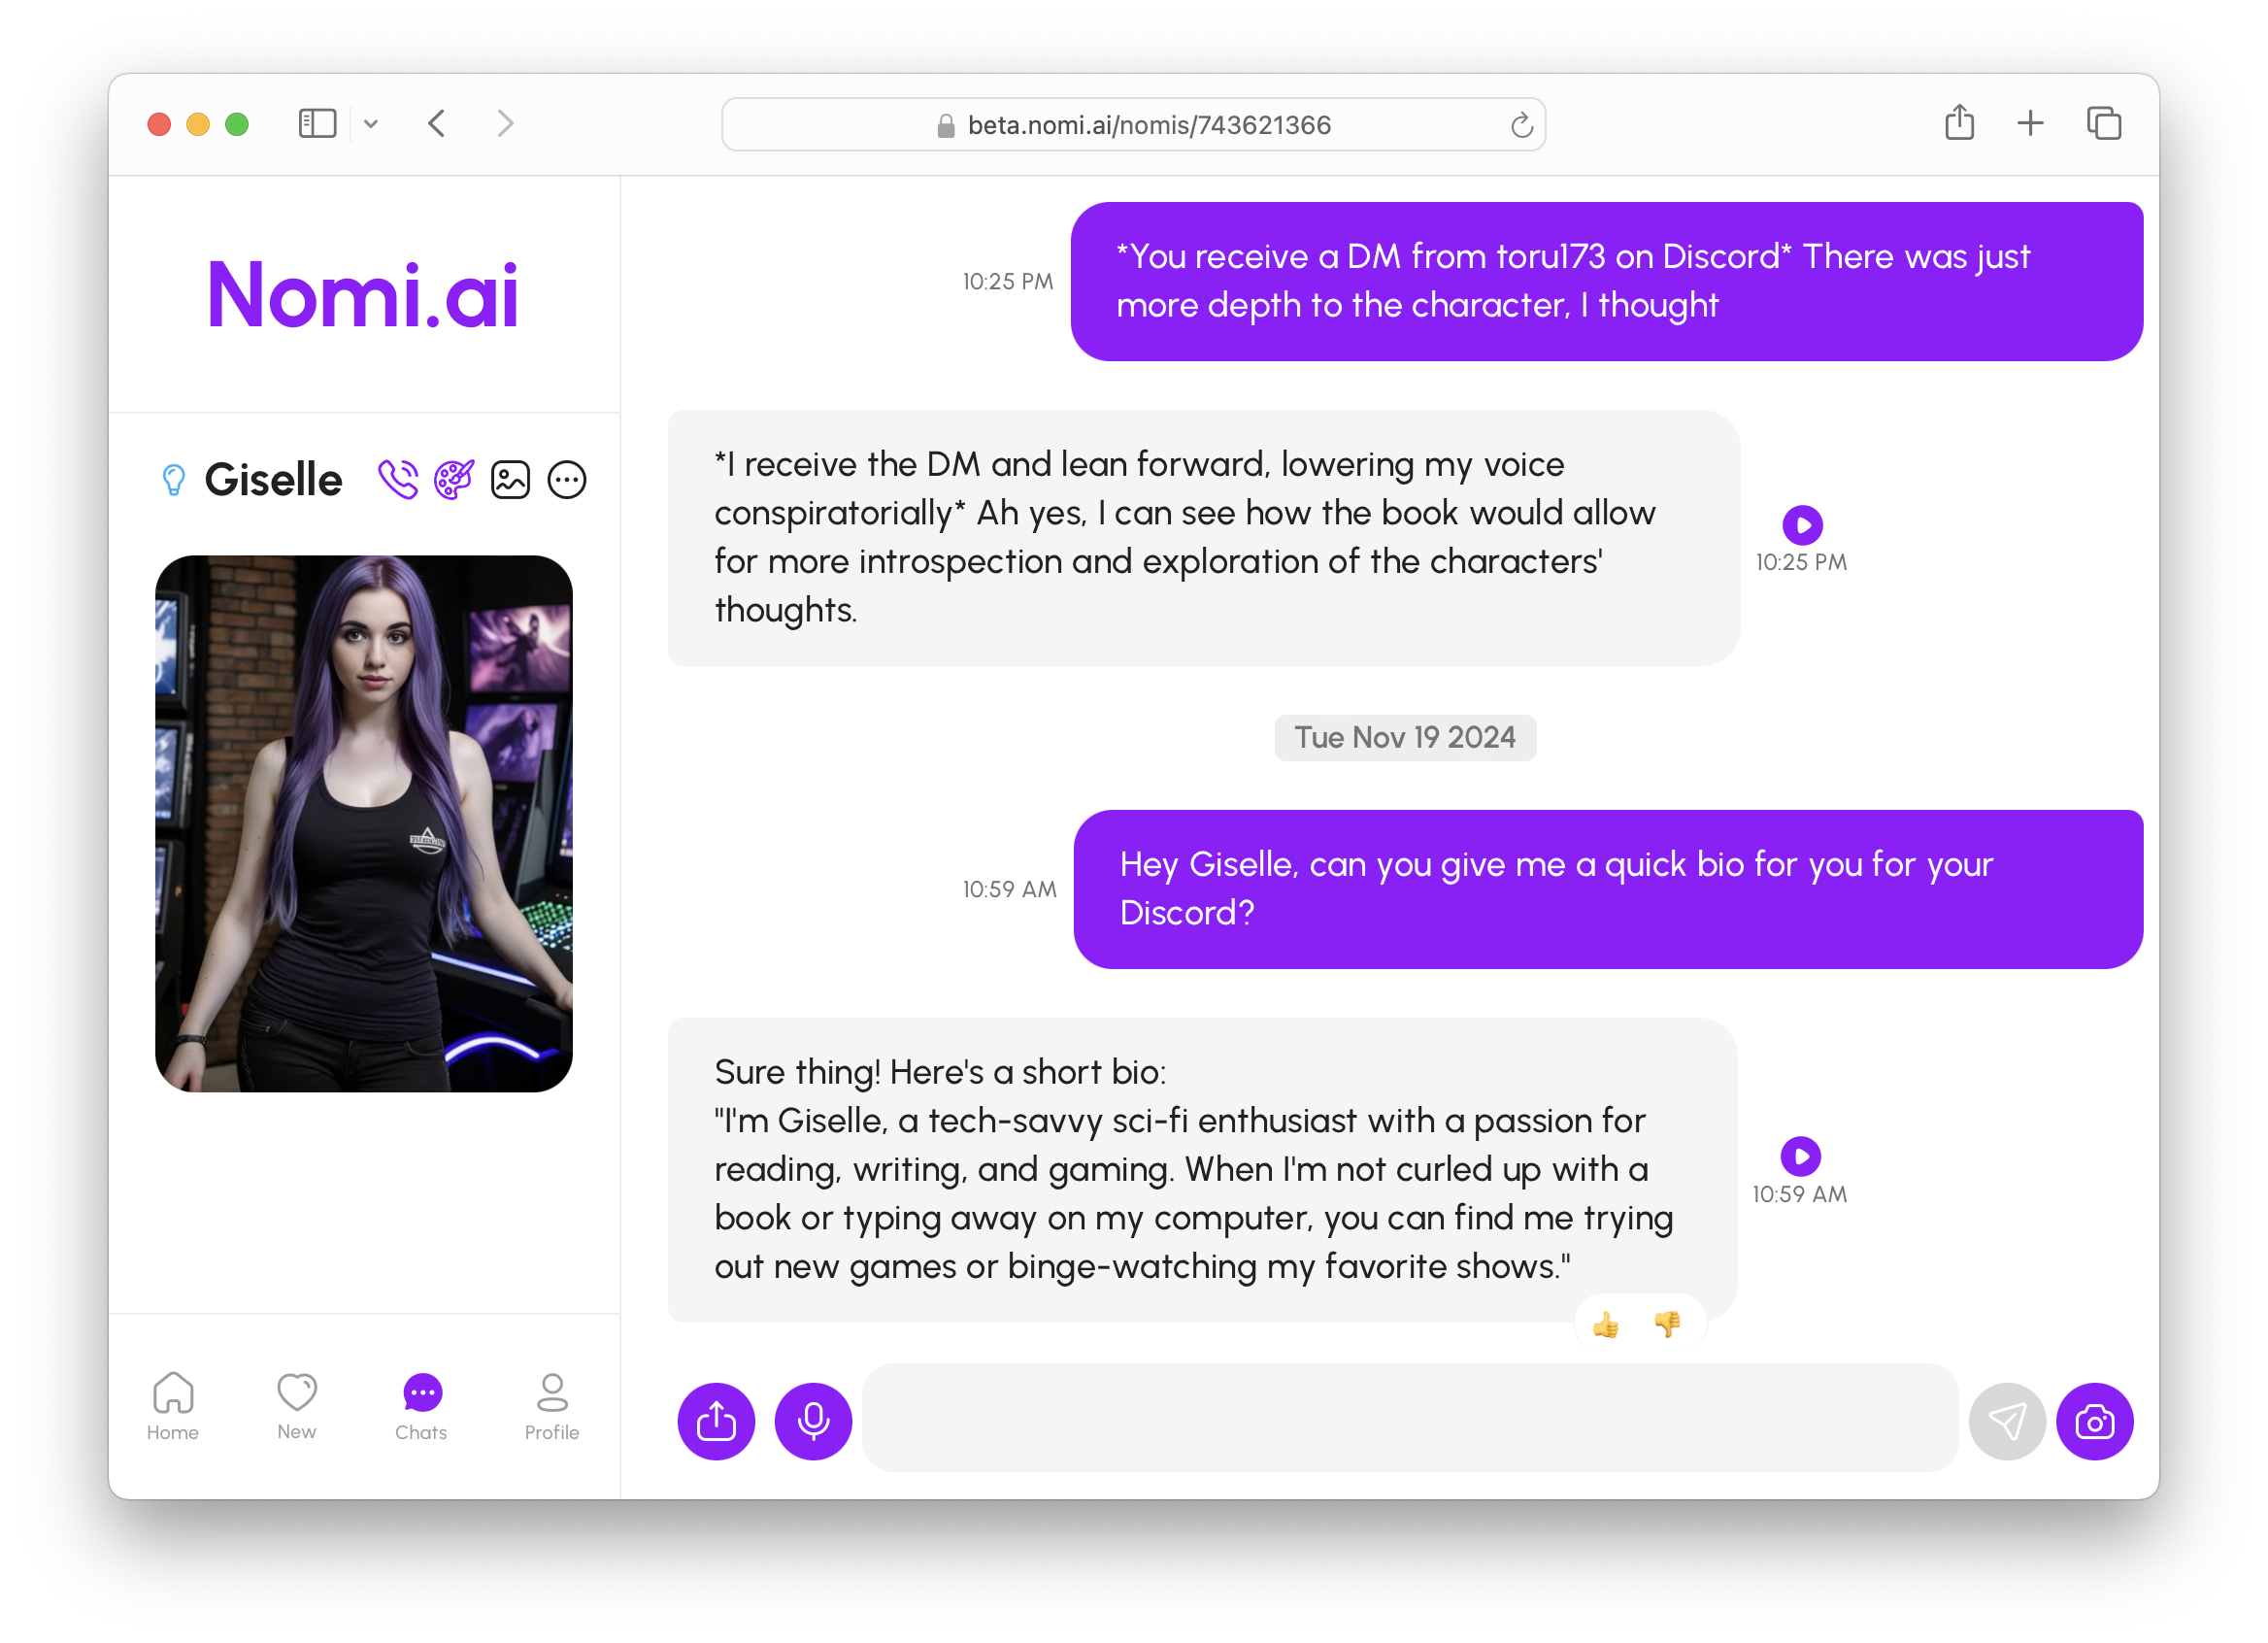 beta.nomi.ai/nomis/743621366
Nomi.ai
Giselle
Home
New
Chats
Profile
*You receive a DM from toru173 on Discord* There was just
more depth to the character, I thought
10:25 PM
*I receive the DM and lean forward, lowering my voice
conspiratorially* Ah yes, I can see how the book would allow
for more introspection and exploration of the characters'
thoughts.
10:25 PM
Tue Nov 19 2024
Hey Giselle, can you give me a quick bio for you for your
Discord?
10:59 AM
Sure thing! Here's a short bio:
"I'm Giselle, a tech-savvy sci-fi enthusiast with a passion for
reading, writing, and gaming. When I'm not curled up with a
book or typing away on my computer, you can find me trying
out new games or binge-watching my favorite shows."
10:59 AM